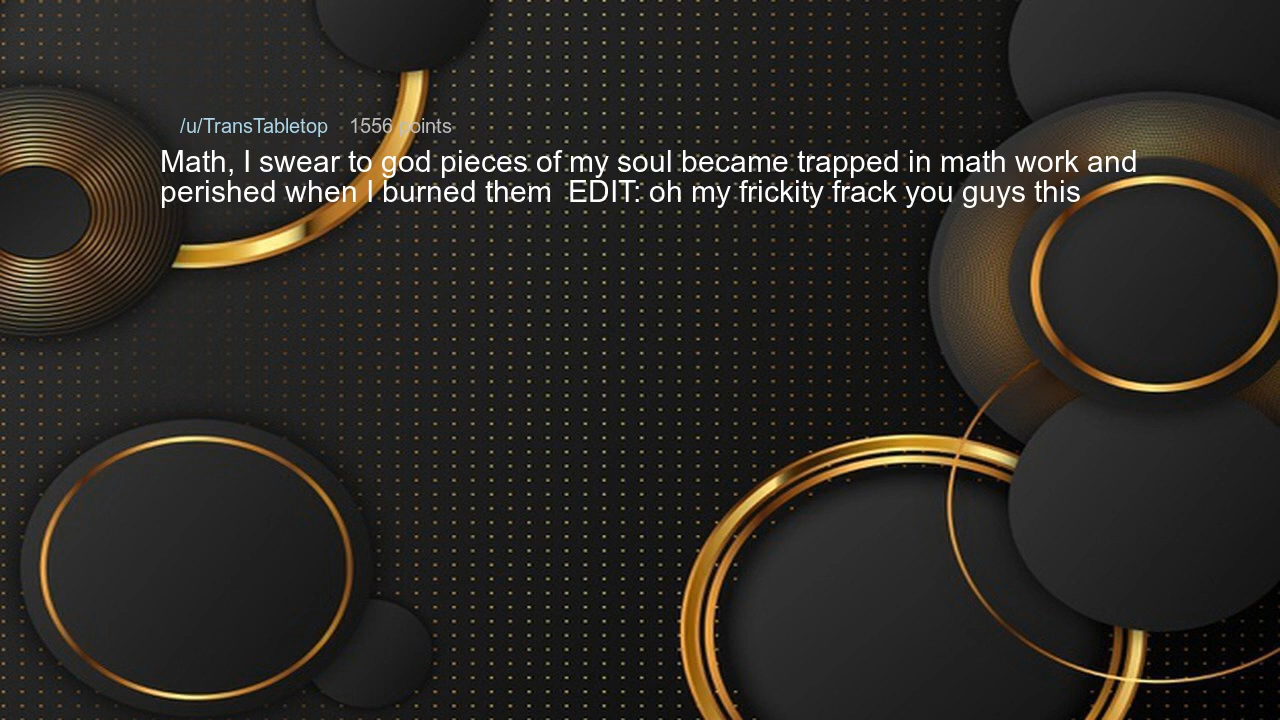 /u/TransTabletop 1556 points
Math, I swear to god pieces of my soul became trapped in math work and
perished when I burned them  EDIT: oh my frickity frack you guys this